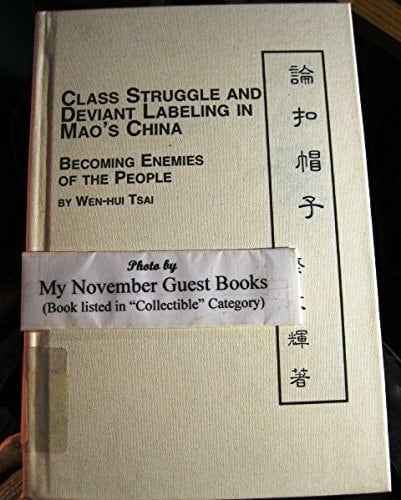 CLASS STRUGGLE AND
DEVIANT LABELING IN
MAO'S CHINA
BECOMING ENEMIES
OF THE PEOPLE
BY WEN-HUI TSAI
論扣帽子
輝著
Photo by
My November Guest Books
(Book listed in “Collectible” Category)